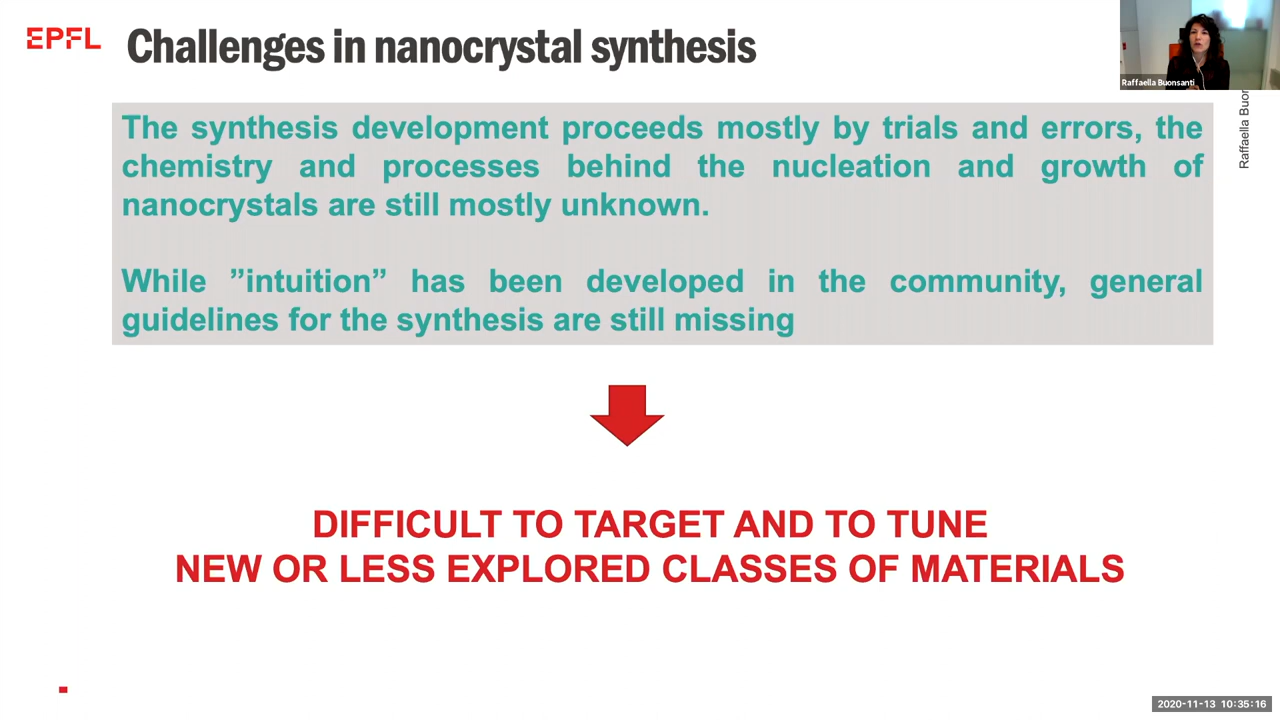 EPFL
Challenges in nanocrystal synthesis
Raffaella Buonsanti
Raffaella Buor
The synthesis development proceeds mostly by trials and errors, the
chemistry and processes behind the nucleation and growth of
nanocrystals are still mostly unknown.
While ”intuition” has been developed in the community, general
guidelines for the synthesis are still missing
DIFFICULT TO TARGET AND TO TUNE
NEW OR LESS EXPLORED CLASSES OF MATERIALS
2020-11-13 10:35:16